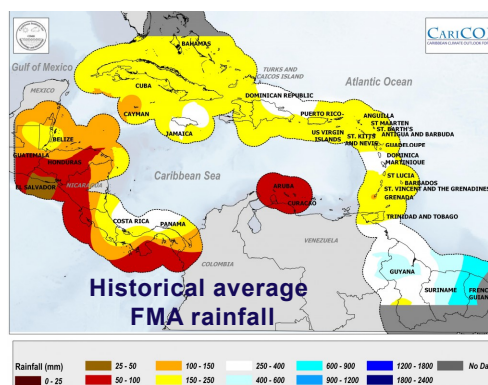 CARICO
CARIBBEAN CLIMATE OUTLOOK FOR
BAHAMAS
Gulf of Mexico
TURKS AND
CAICOS ISLAND
Atlantic Ocean
MEXICO
CUBA
DOMINICAN REPUBLIC
CAYMAN
PUERTO RICO
ANGUILLA
ST MAARTEN
ST. BARTH'S
JAMAICA
US VIRGIN
ISLANDS
ST. KITTS
AND NEVIS
ANTIGUA AND BARBUDA
BELIZE
GUADELOUPE
GUATEMALA
HONDURAS
DOMINICA
MARTINIQUE
Caribbean Sea
ST LUCIA
EL SALVADOR
NICARAGUA
ARUBA
BARBADOS
ST. VINCENT AND THE GRENADINES
CURACAO
GRENADA
COSTA RICA
PANAMA
TRINIDAD AND TOBAGO
VENEZUELA
COLOMBIA
GUYANA
SURINAME
FRENC
GUIAN
Historical average
FMA rainfall
Rainfall (mm)
25 - 50
100 - 150
250 - 400
600 - 900
1200 - 1800
No Da
0 - 25
50 - 100
150 - 250
400 - 600
900 - 1200
1800 - 2400